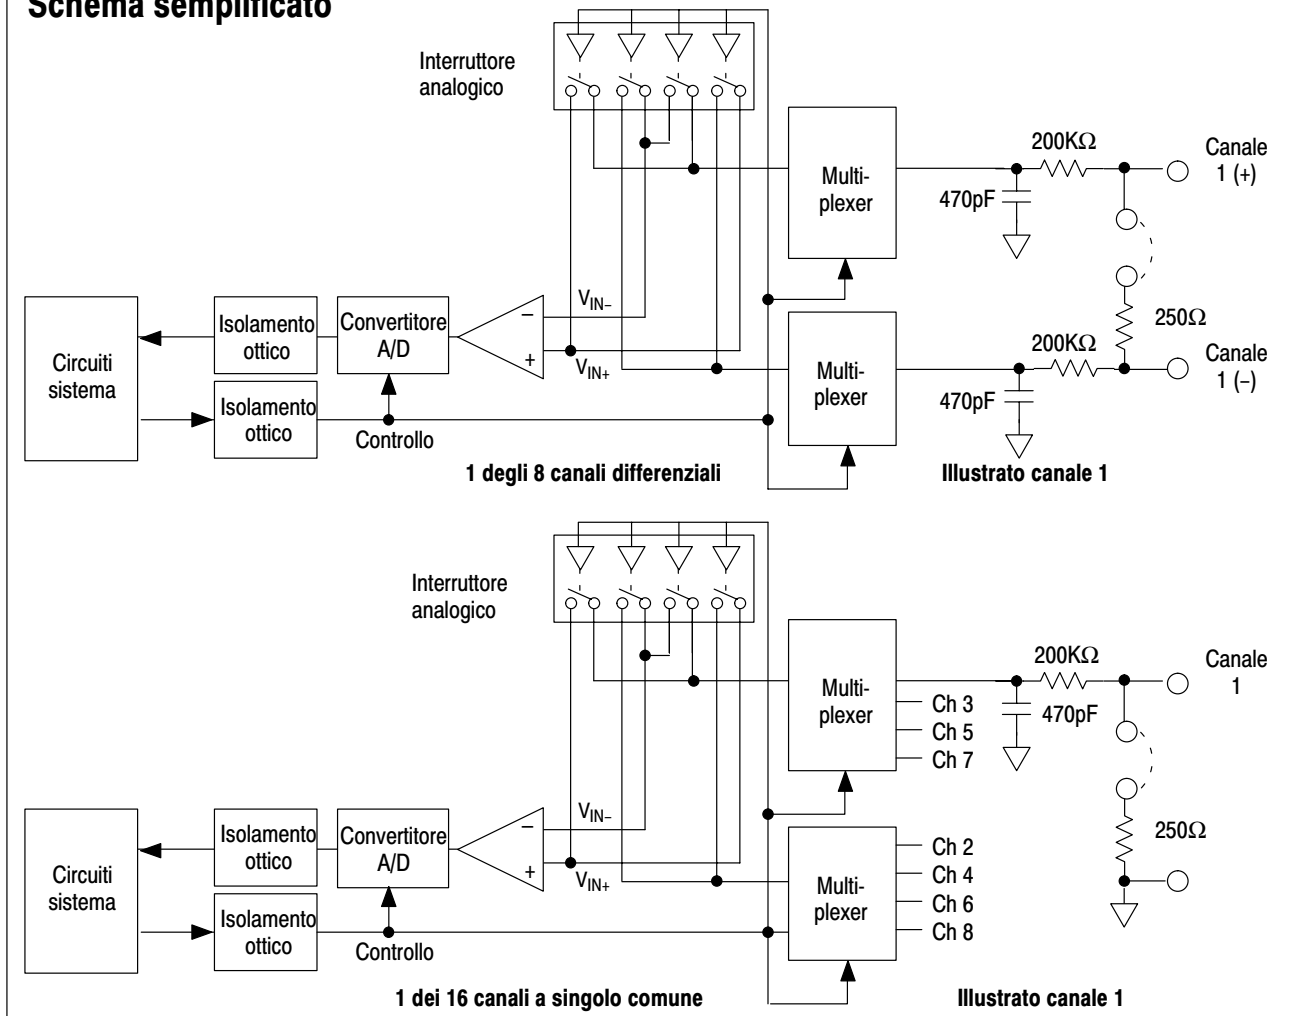 Schema semplificato
Interruttore
analogico
Multi-
plexer
200KΩ
470pF
Canale
1 (+)
250Ω
Canale
1 (–)
200KΩ
470pF
Multi-
plexer
VIN–
VIN+
–
+
Convertitore
A/D
Isolamento
ottico
Circuiti
sistema
Isolamento
ottico
Controllo
1 degli 8 canali differenziali
Illustrato canale 1
Interruttore
analogico
Multi-
plexer
Ch 3
Ch 5
Ch 7
200KΩ
470pF
Canale
1
250Ω
Multi-
plexer
Ch 2
Ch 4
Ch 6
Ch 8
VIN–
VIN+
–
+
Convertitore
A/D
Isolamento
ottico
Circuiti
sistema
Isolamento
ottico
Controllo
1 dei 16 canali a singolo comune
Illustrato canale 1